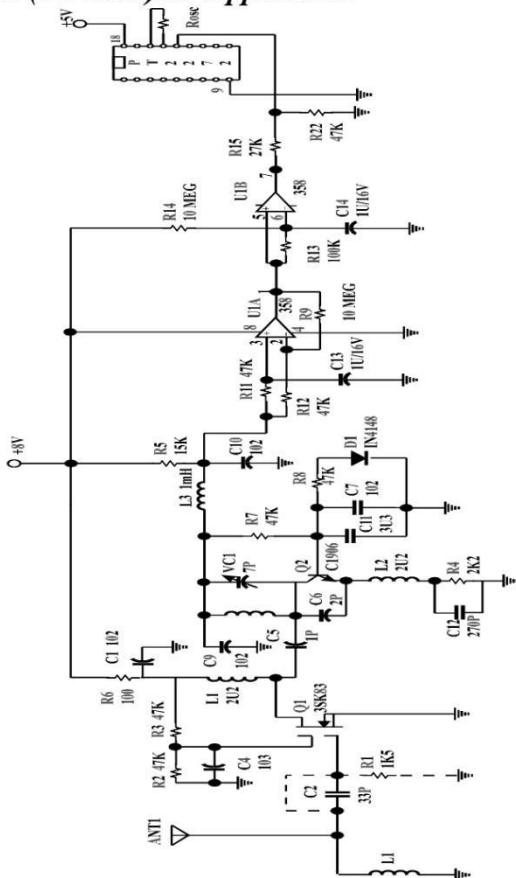 +8V
+5V
ANT1
L1
C2
33P
R1
1K5
R2 47K
R3 47K
C4
103
R6
100
C1 102
L1
2U2
Q1
3SK83
C9
102
C5
1P
VC1
7P
C6
2P
Q2
C1906
R7
47K
L3 1mH
R5
15K
C10
102
R8
47K
D1
IN4148
C7
102
C11
3U3
L2
2U2
R4
2K2
C12
270P
R11 47K
R12
47K
C13
1U/16V
3
2
8
4
U1A
358
R9
10 MEG
R14
10 MEG
R13
100K
5
6
7
U1B
358
C14
1U/16V
R15
27K
R22
47K
18
9
P
T
2
2
7
2
Rosc